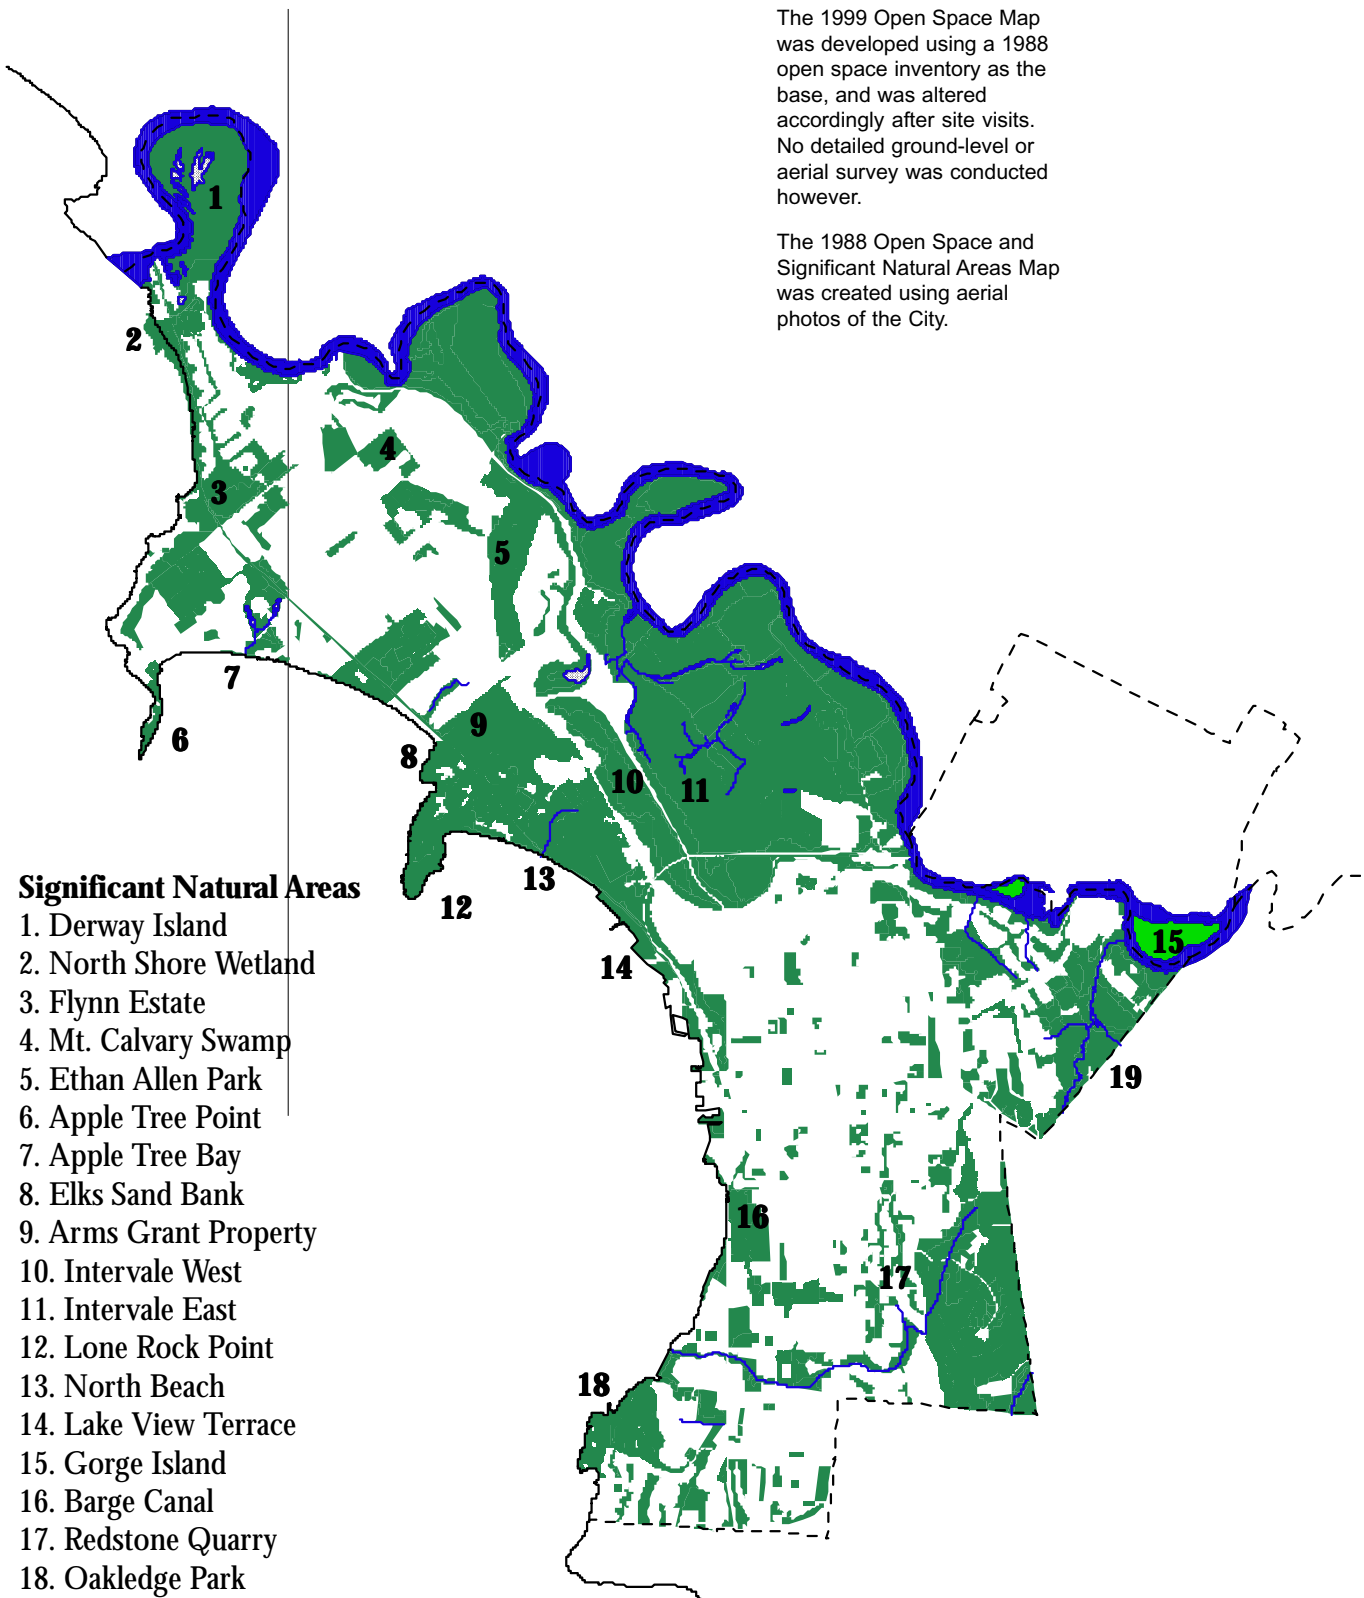 The 1999 Open Space Map
was developed using a 1988
open space inventory as the
base, and was altered
accordingly after site visits.
No detailed ground-level or
aerial survey was conducted
however.
The 1988 Open Space and
Significant Natural Areas Map
was created using aerial
photos of the City.
1
2
3
4
5
6
7
8
9
10
11
12
13
14
15
16
17
18
19
Significant Natural Areas
1. Derway Island
2. North Shore Wetland
3. Flynn Estate
4. Mt. Calvary Swamp
5. Ethan Allen Park
6. Apple Tree Point
7. Apple Tree Bay
8. Elks Sand Bank
9. Arms Grant Property
10. Intervale West
11. Intervale East
12. Lone Rock Point
13. North Beach
14. Lake View Terrace
15. Gorge Island
16. Barge Canal
17. Redstone Quarry
18. Oakledge Park